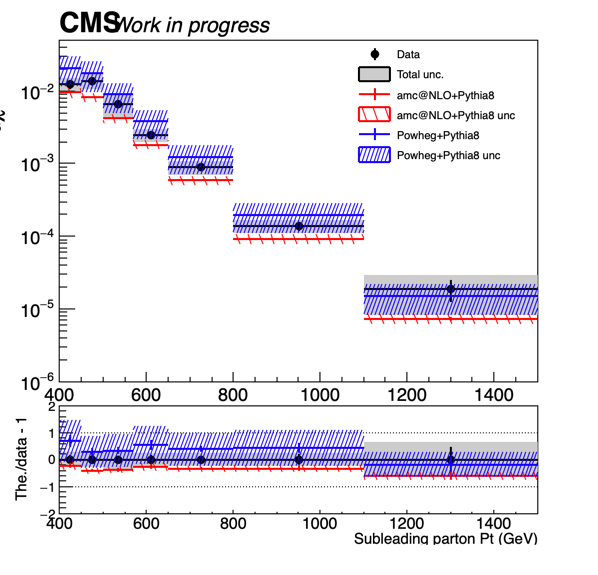 CMS Work in progress
Data
Total unc.
amc@NLO+Pythia8
amc@NLO+Pythia8 unc
Powheg+Pythia8
Powheg+Pythia8 unc
10−2
10−3
10−4
10−5
10−6
400 600 800 1000 1200 1400
2
1
0
−1
−2
The./data - 1
400 600 800 1000 1200 1400
Subleading parton Pt (GeV)